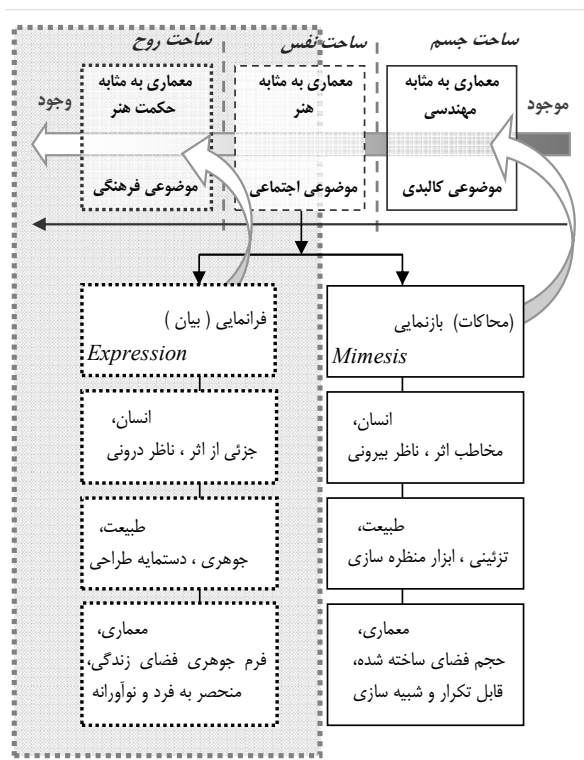 ساحت جسم
ساحت نفس
ساحت روح
موجود
معماری به مثابه
مهندسی
موضوعی کالبدی
معماری به مثابه
هنر
موضوعی اجتماعی
معماری به مثابه
حکمت هنر
موضوعی فرهنگی
وجود
(محاکات) بازنمایی
Mimesis
انسان،
مخاطب اثر ، ناظر بیرونی
طبیعت،
تزئینی ، ابزار منظره سازی
معماری،
حجم فضای ساخته شده،
قابل تکرار و شبیه سازی
فرانمایی ( بیان )
Expression
انسان،
جزئی از اثر ، ناظر درونی
طبیعت،
جوهری ، دستمایه طراحی
معماری،
فرم جوهری فضای زندگی،
منحصر به فرد و نوآورانه